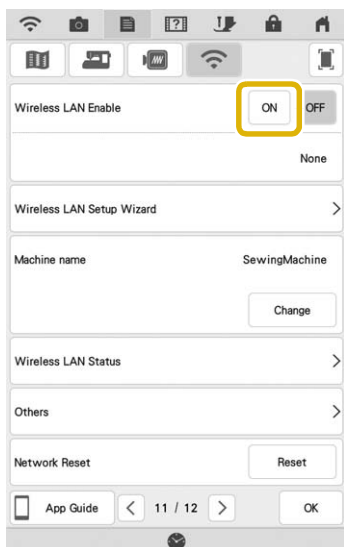 Wireless LAN Enable ON OFF
None
Wireless LAN Setup Wizard
Machine name SewingMachine
Change
Wireless LAN Status
Others
Network Reset Reset
App Guide 11 / 12 OK